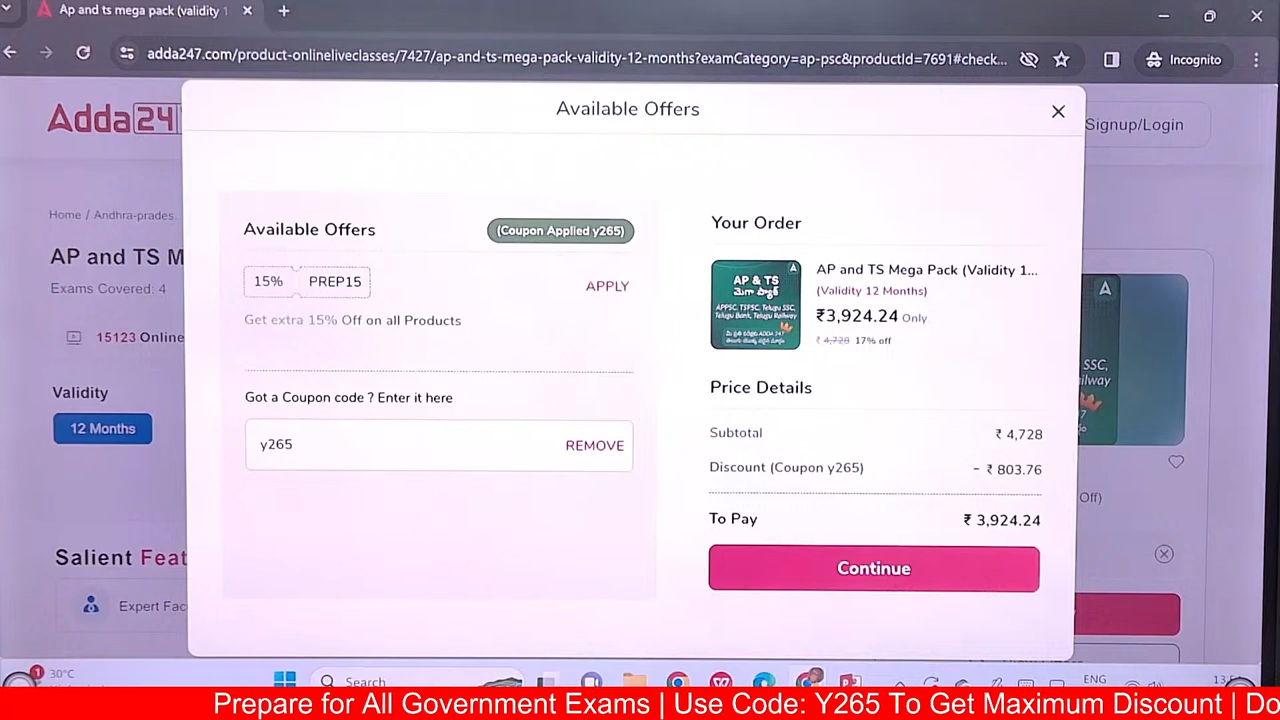 Ap and ts mega pack (validity 1
adda247.com/product-onlineliveclasses/7427/ap-and-ts-mega-pack-validity-12-months?examCategory=ap-psc&productId=7691#check...
Incognito
Available Offers
Adda247
Signup/Login
Home / Andhra-prades...
AP and TS M
Exams Covered: 4
15123 Online
Validity
12 Months
Salient Feat
Expert Fac
Available Offers
(Coupon Applied y265)
15% PREP15
APPLY
Get extra 15% Off on all Products
Got a Coupon code ? Enter it here
y265
REMOVE
Your Order
AP & TS
మెగా ప్యాక్
APPSC, TSPSC, Telugu SSC,
Telugu Bank, Telugu Railway
AP and TS Mega Pack (Validity 1...
(Validity 12 Months)
₹3,924.24 Only
₹ 4,728 17% off
Price Details
Subtotal
₹ 4,728
Discount (Coupon y265)
- ₹ 803.76
To Pay
₹ 3,924.24
Continue
SSC,
ilway
Off)
1
30°C
Search
ENG
Prepare for All Government Exams | Use Code: Y265 To Get Maximum Discount | Do